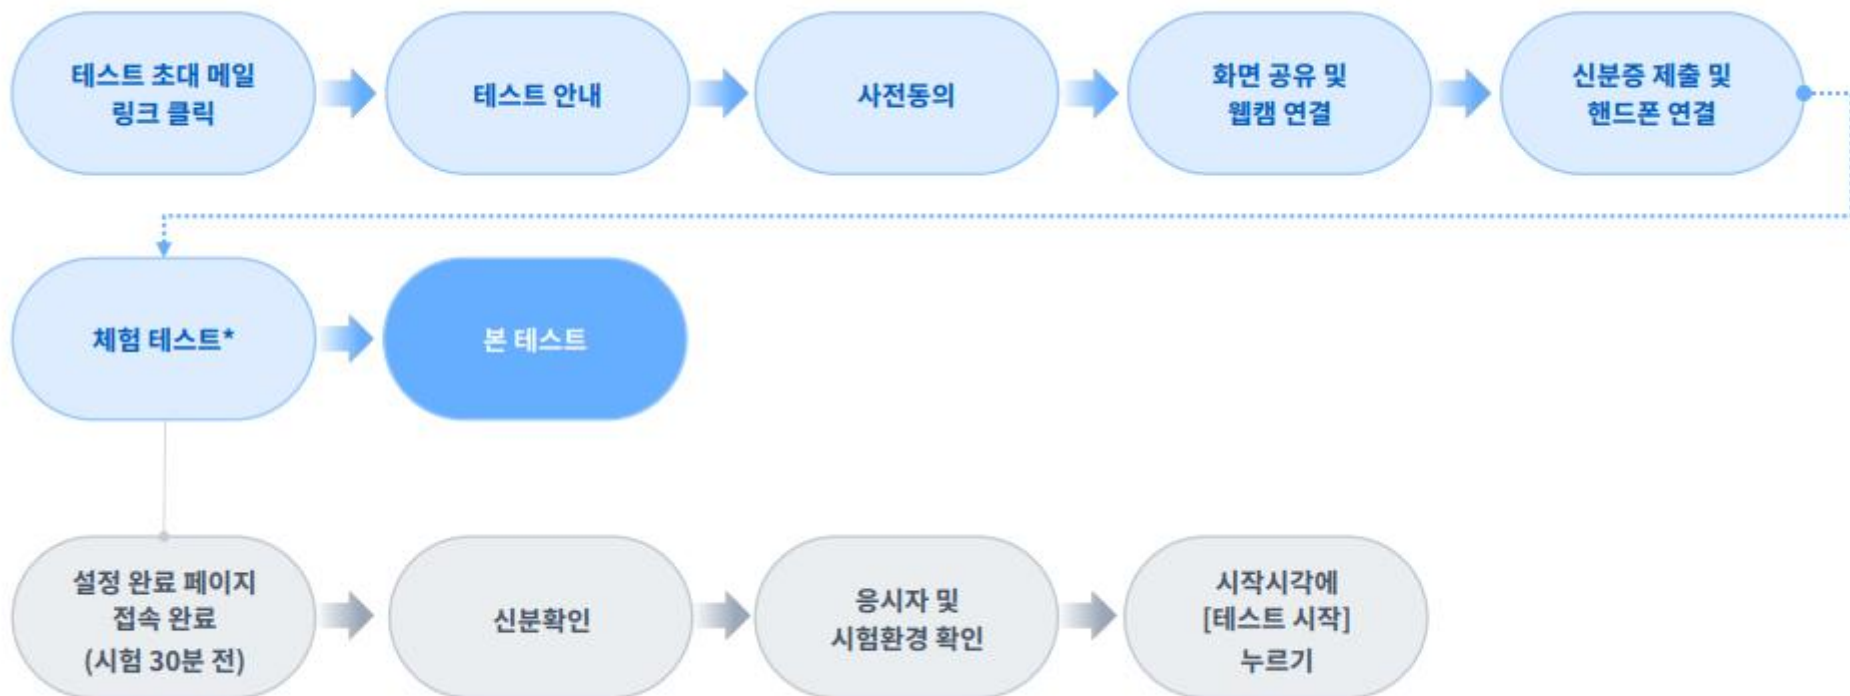 테스트 초대 메일
링크 클릭
테스트 안내
사전동의
화면 공유 및
웹캠 연결
신분증 제출 및
핸드폰 연결
체험 테스트*
본 테스트
설정 완료 페이지
접속 완료
(시험 30분 전)
신분확인
응시자 및
시험환경 확인
시작시각에
[테스트 시작]
누르기